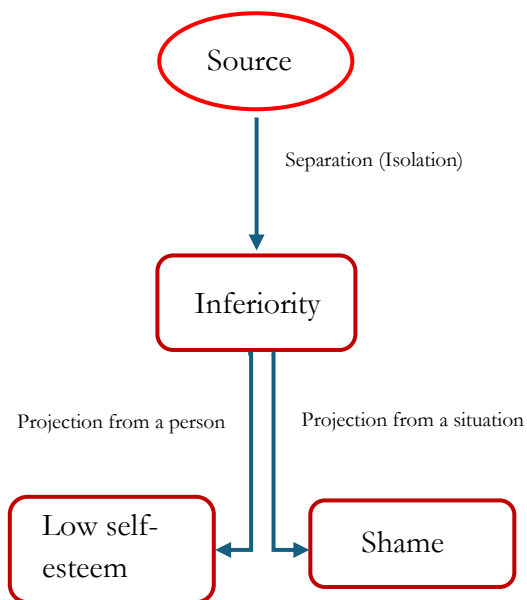 Source
Separation (Isolation)
Inferiority
Projection from a person
Projection from a situation
Low self-
esteem
Shame